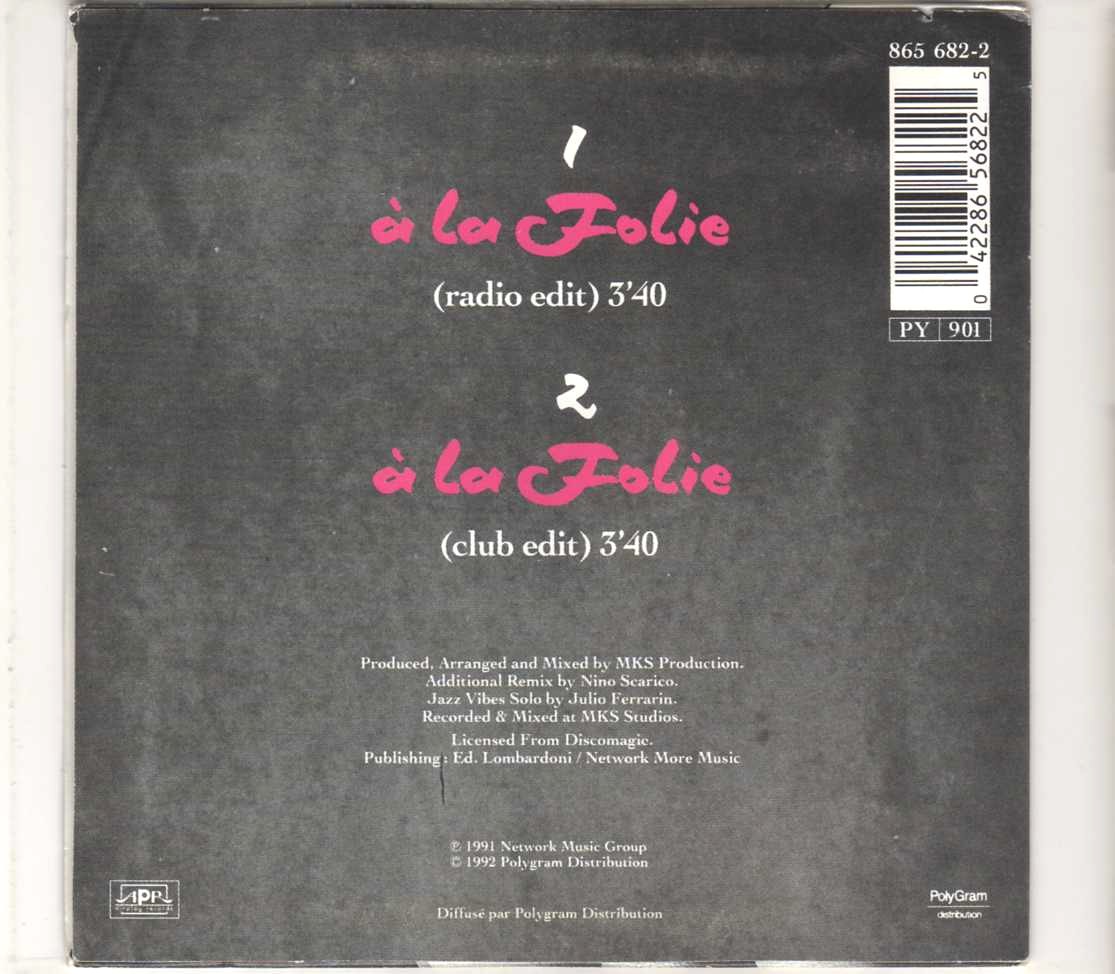 865 682-2
0 42286 56822 5
PY 901
1
à la Folie
(radio edit) 3'40
2
à la Folie
(club edit) 3'40
Produced, Arranged and Mixed by MKS Production.
Additional Remix by Nino Scarico.
Jazz Vibes Solo by Julio Ferrarin.
Recorded & Mixed at MKS Studios.
Licensed From Discomagic.
Publishing : Ed. Lombardoni / Network More Music
℗ 1991 Network Music Group
© 1992 Polygram Distribution
Diffusé par Polygram Distribution
APR
Airplay records
PolyGram
distribution